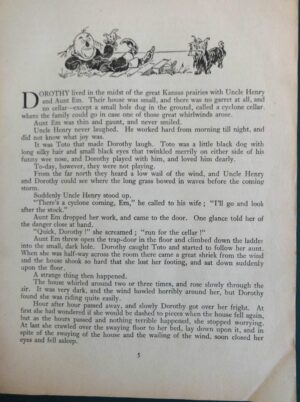 DOROTHY lived in the midst of the great Kansas prairies with Uncle Henry
and Aunt Em. Their house was small, and there was no garret at all, and
no cellar—except a small hole dug in the ground, called a cyclone cellar,
where the family could go in case one of those great whirlwinds arose.
Aunt Em was thin and gaunt, and never smiled.
Uncle Henry never laughed. He worked hard from morning till night, and
did not know what joy was.
It was Toto that made Dorothy laugh. Toto was a little black dog with
long silky hair and small black eyes that twinkled merrily on either side of his
funny wee nose, and Dorothy played with him, and loved him dearly.
To-day, however, they were not playing.
From the far north they heard a low wail of the wind, and Uncle Henry
and Dorothy could see where the long grass bowed in waves before the coming
storm.
Suddenly Uncle Henry stood up.
"There's a cyclone coming, Em," he called to his wife; "I'll go and look
after the stock."
Aunt Em dropped her work, and came to the door. One glance told her of
the danger close at hand.
"Quick, Dorothy!" she screamed; "run for the cellar!"
Aunt Em threw open the trap-door in the floor and climbed down the ladder
into the small, dark hole. Dorothy caught Toto and started to follow her aunt.
When she was half-way across the room there came a great shriek from the wind
and the house shook so hard that she lost her footing, and sat down suddenly
upon the floor.
A strange thing then happened.
The house whirled around two or three times, and rose slowly through the
air. It was very dark, and the wind howled horribly around her, but Dorothy
found she was riding quite easily.
Hour after hour passed away, and slowly Dorothy got over her fright. At
first she had wondered if she would be dashed to pieces when the house fell again,
but as the hours passed and nothing terrible happened, she stopped worrying.
At last she crawled over the swaying floor to her bed, lay down upon it, and in
spite of the swaying of the house and the wailing of the wind, soon closed her
eyes and fell asleep.
5